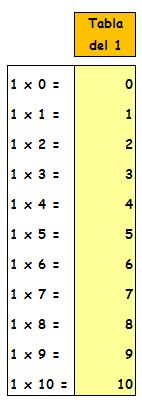 Tabla
del 1
1 x 0 = 0
1 x 1 = 1
1 x 2 = 2
1 x 3 = 3
1 x 4 = 4
1 x 5 = 5
1 x 6 = 6
1 x 7 = 7
1 x 8 = 8
1 x 9 = 9
1 x 10 = 10